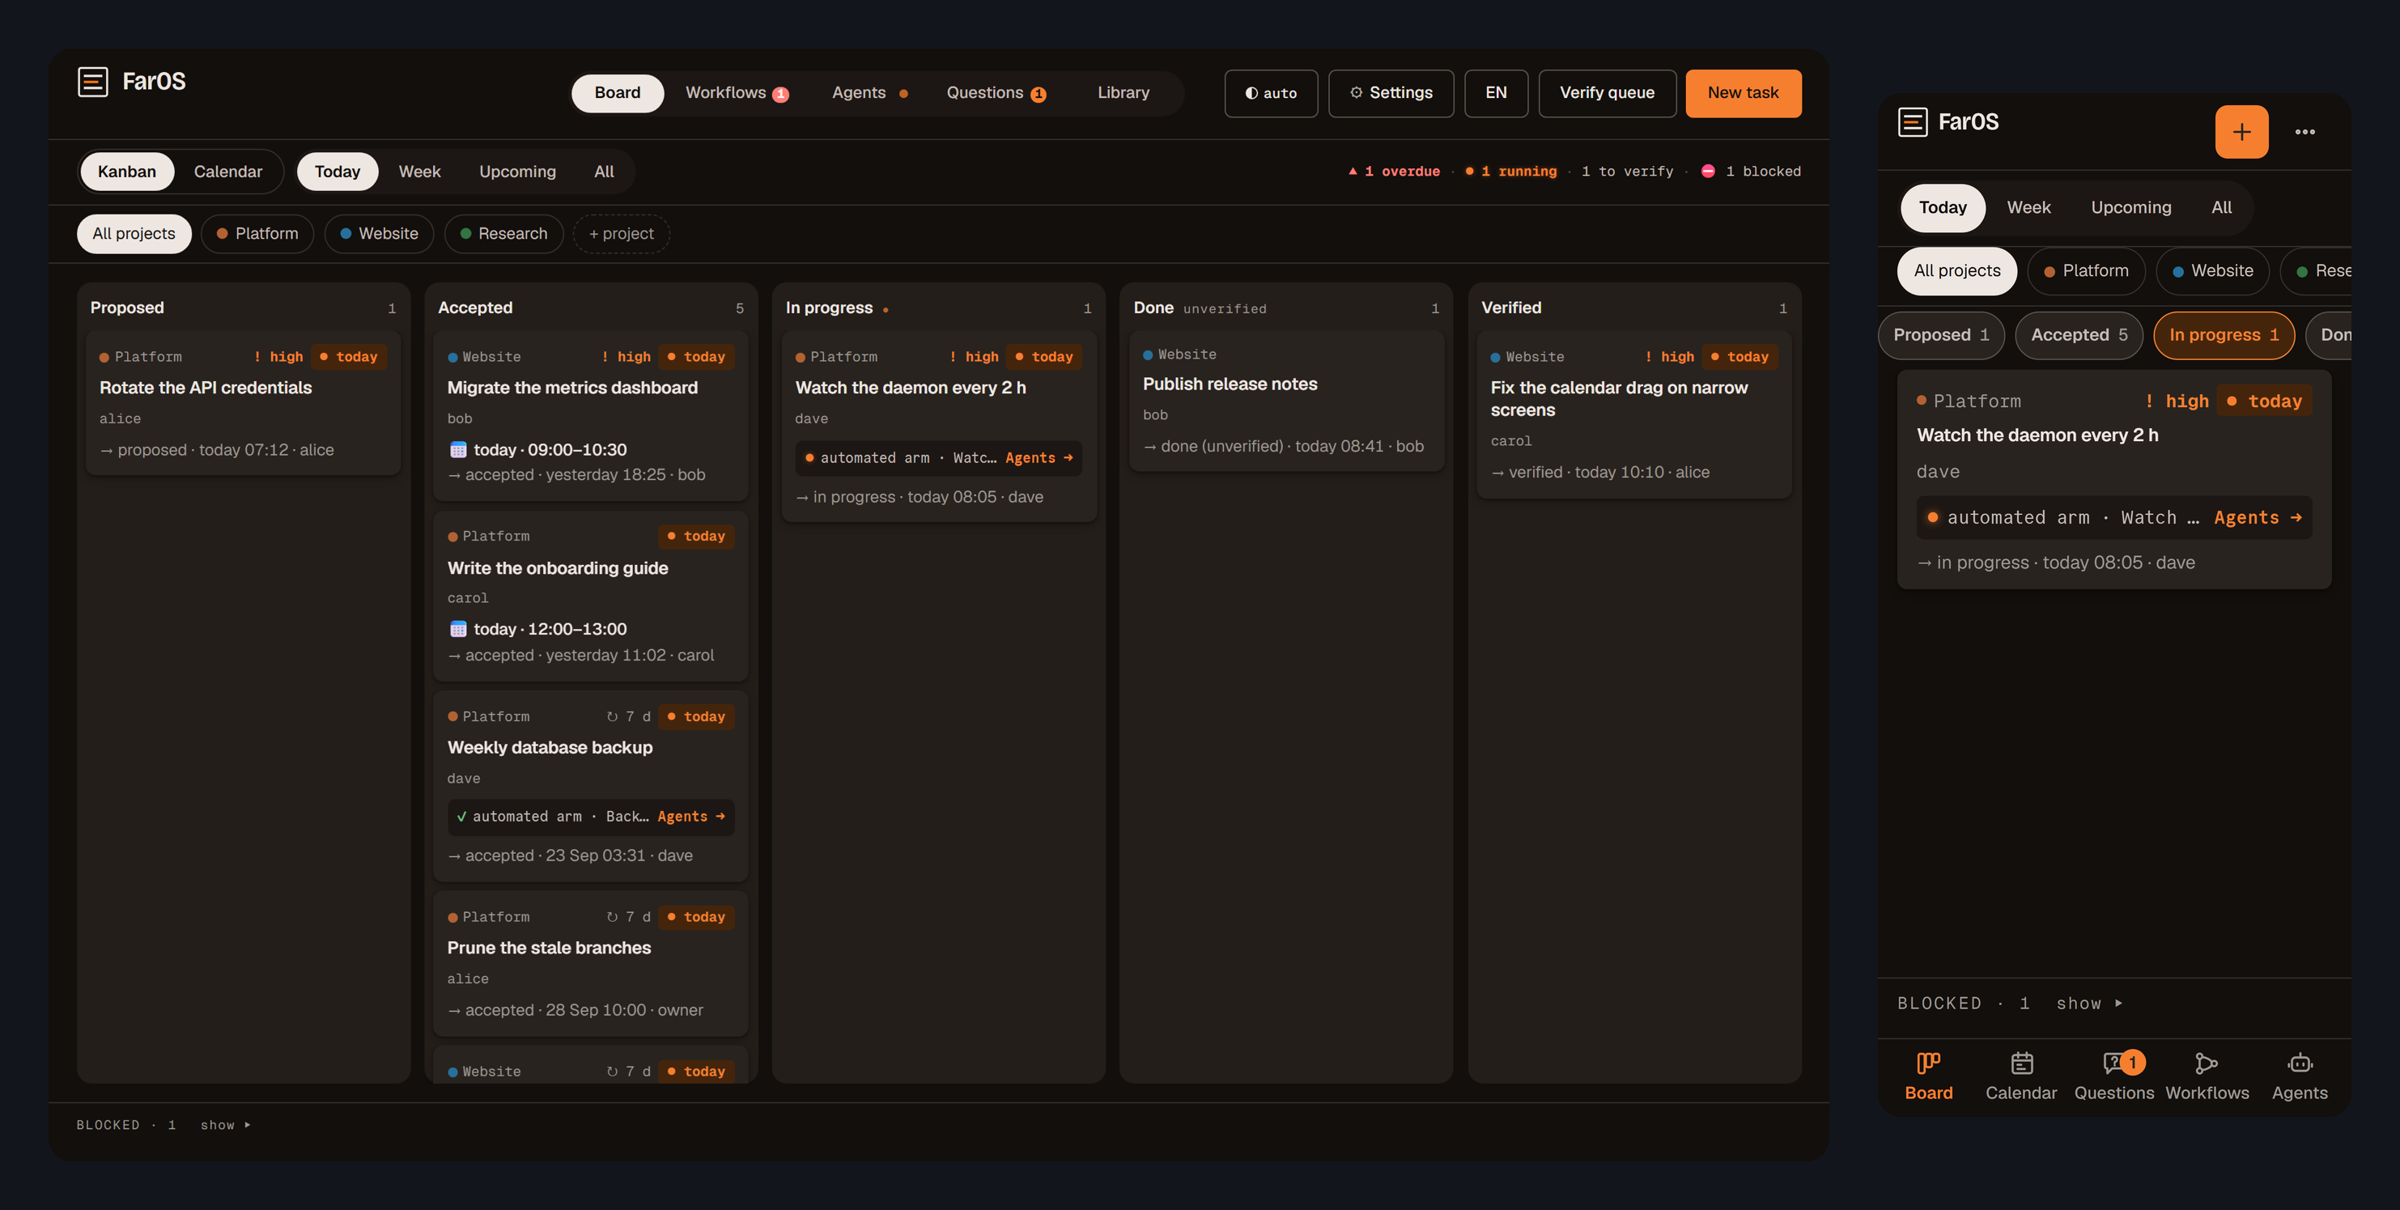 FarOS
Board Workflows 1 Agents Questions 1 Library
auto Settings EN Verify queue New task
Kanban Calendar Today Week Upcoming All
▲ 1 overdue · ● 1 running · 1 to verify · ⛔ 1 blocked
All projects Platform Website Research + project
Proposed 1
Platform ! high ● today
Rotate the API credentials
alice
→ proposed · today 07:12 · alice
Accepted 5
Website ! high ● today
Migrate the metrics dashboard
bob
today · 09:00–10:30
→ accepted · yesterday 18:25 · bob
Platform ● today
Write the onboarding guide
carol
today · 12:00–13:00
→ accepted · yesterday 11:02 · carol
Platform ↻ 7 d ● today
Weekly database backup
dave
✓ automated arm · Back… Agents →
→ accepted · 23 Sep 03:31 · dave
Platform ↻ 7 d ● today
Prune the stale branches
alice
→ accepted · 28 Sep 10:00 · owner
Website ↻ 7 d ● today
In progress ● 1
Platform ! high ● today
Watch the daemon every 2 h
dave
● automated arm · Watc… Agents →
→ in progress · today 08:05 · dave
Done unverified 1
Website
Publish release notes
bob
→ done (unverified) · today 08:41 · bob
Verified 1
Website ! high ● today
Fix the calendar drag on narrow
screens
carol
→ verified · today 10:10 · alice
BLOCKED · 1 show ▸
FarOS
+ •••
Today Week Upcoming All
All projects Platform Website Rese
Proposed 1 Accepted 5 In progress 1 Don
Platform ! high ● today
Watch the daemon every 2 h
dave
● automated arm · Watch … Agents →
→ in progress · today 08:05 · dave
BLOCKED · 1 show ▸
1
Board Calendar Questions Workflows Agents